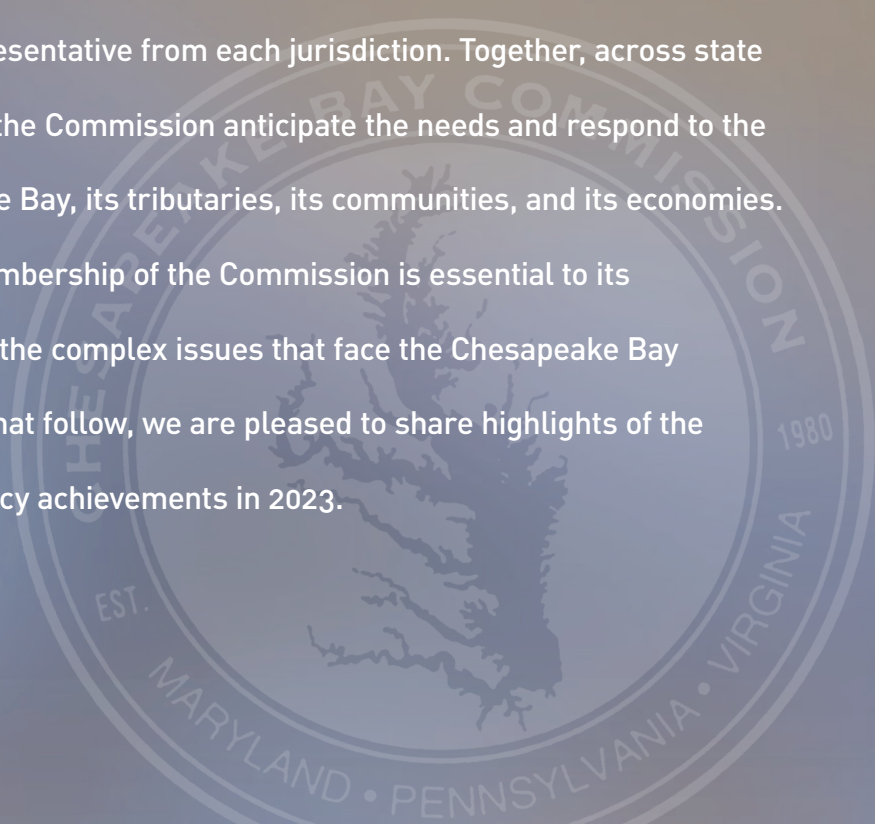 esentative from each jurisdiction. Together, across state
the Commission anticipate the needs and respond to the
e Bay, its tributaries, its communities, and its economies.
mbership of the Commission is essential to its
the complex issues that face the Chesapeake Bay
hat follow, we are pleased to share highlights of the
cy achievements in 2023.
CHESAPEAKE BAY COMMISSION
EST.
1980
MARYLAND • PENNSYLVANIA • VIRGINIA